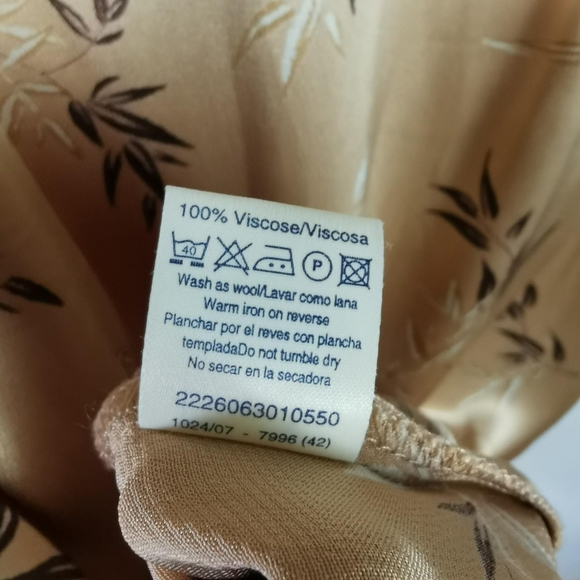 100% Viscose/Viscosa
40 P
Wash as wool/Lavar como lana
Warm iron on reverse
Planchar por el reves con plancha
templadaDo not tumble dry
No secar en la secadora
2226063010550
1024/07 - 7996 (42)